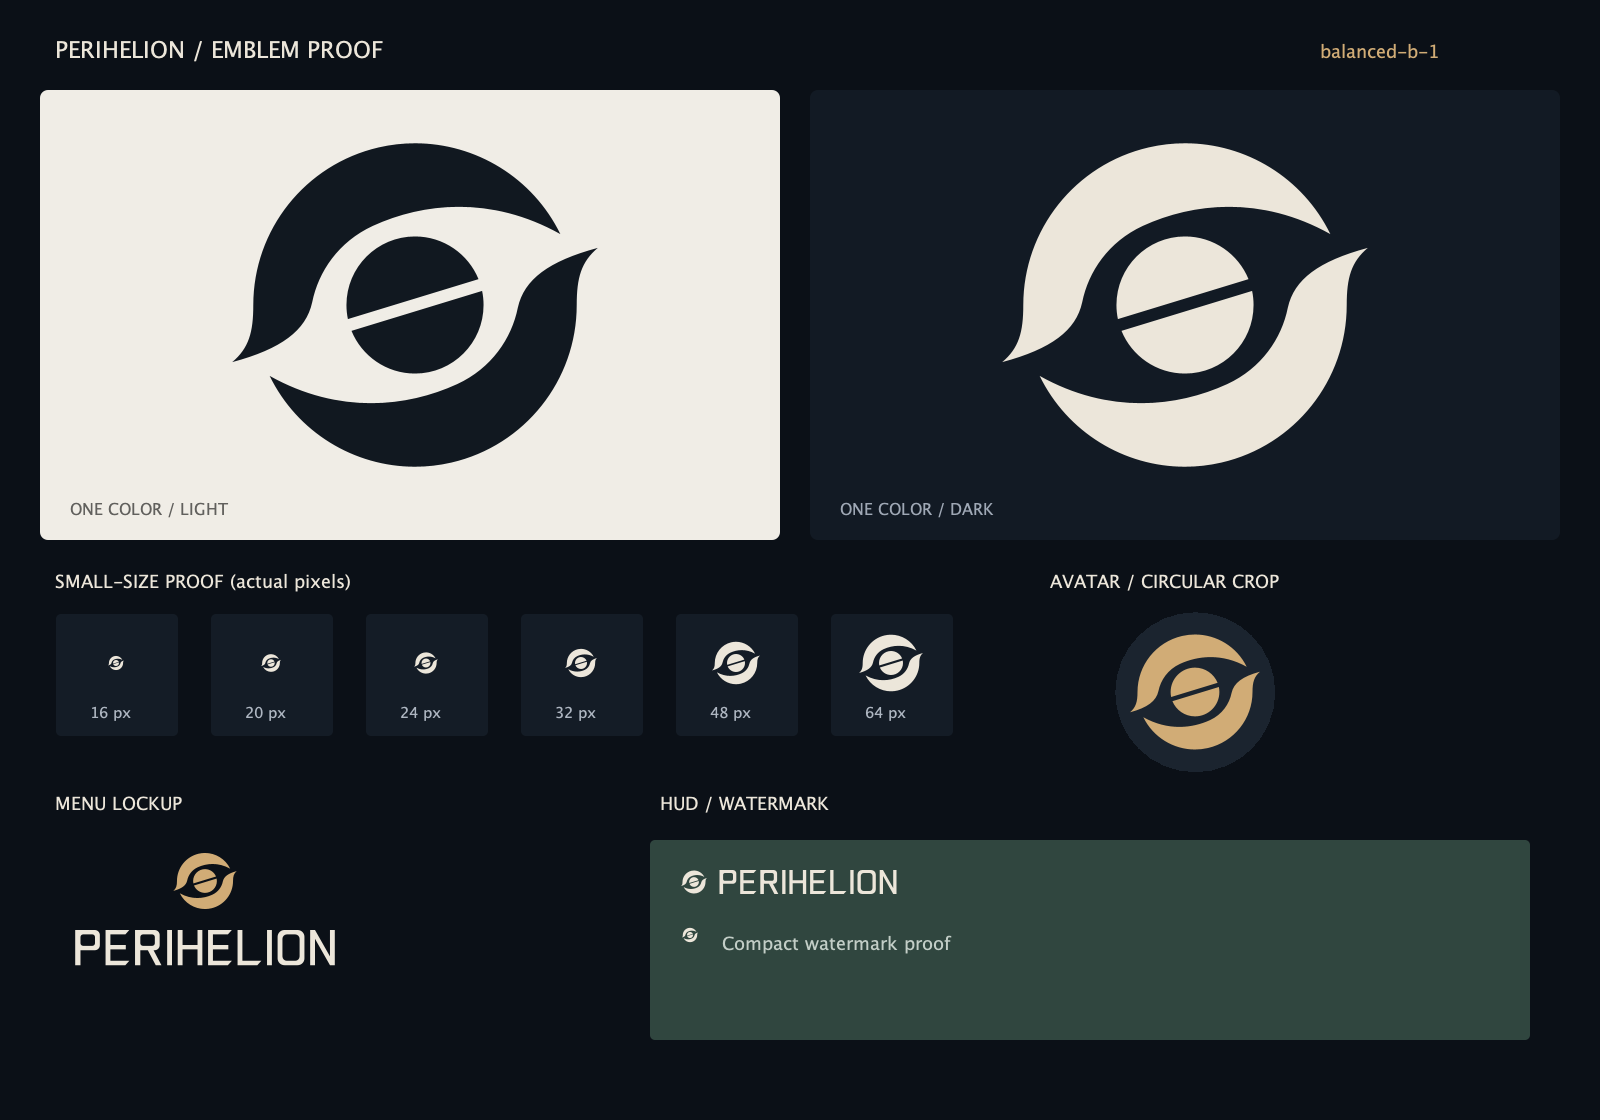 PERIHELION / EMBLEM PROOF
balanced-b-1
ONE COLOR / LIGHT
ONE COLOR / DARK
SMALL-SIZE PROOF (actual pixels)
AVATAR / CIRCULAR CROP
16 px
20 px
24 px
32 px
48 px
64 px
MENU LOCKUP
HUD / WATERMARK
PERIHELION
PERIHELION
Compact watermark proof